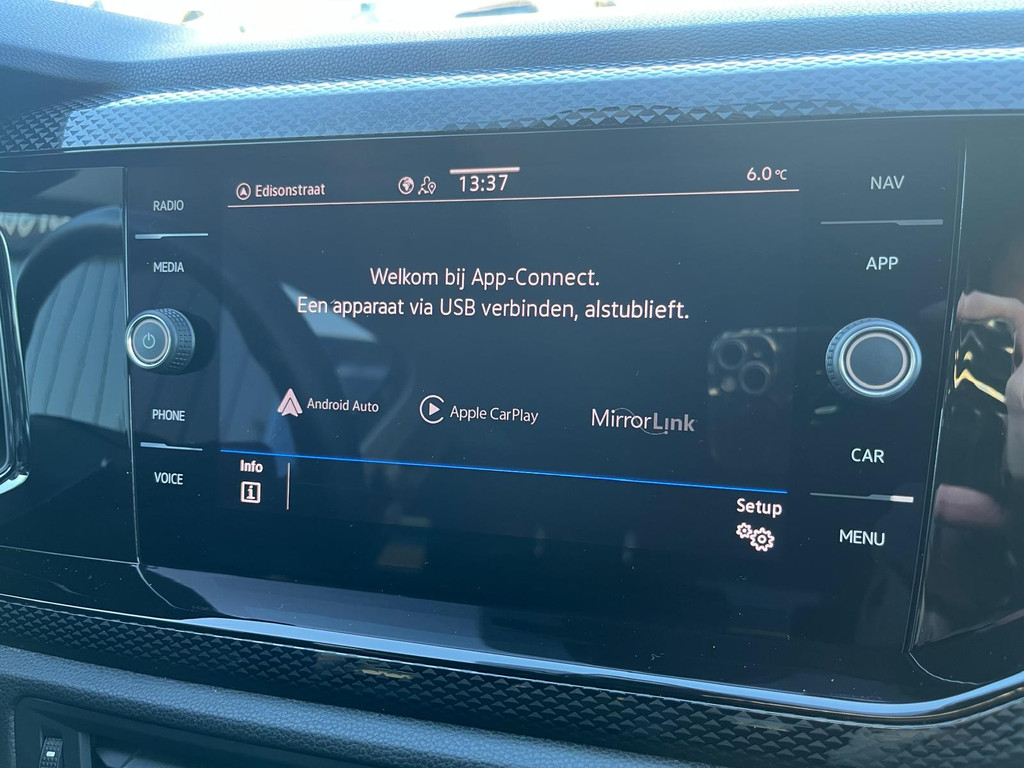 Edisonstraat
13:37
6.0 °C
RADIO
MEDIA
PHONE
VOICE
Welkom bij App-Connect.
Een apparaat via USB verbinden, alstublieft.
Android Auto
Apple CarPlay
MirrorLink
Info
Setup
NAV
APP
CAR
MENU